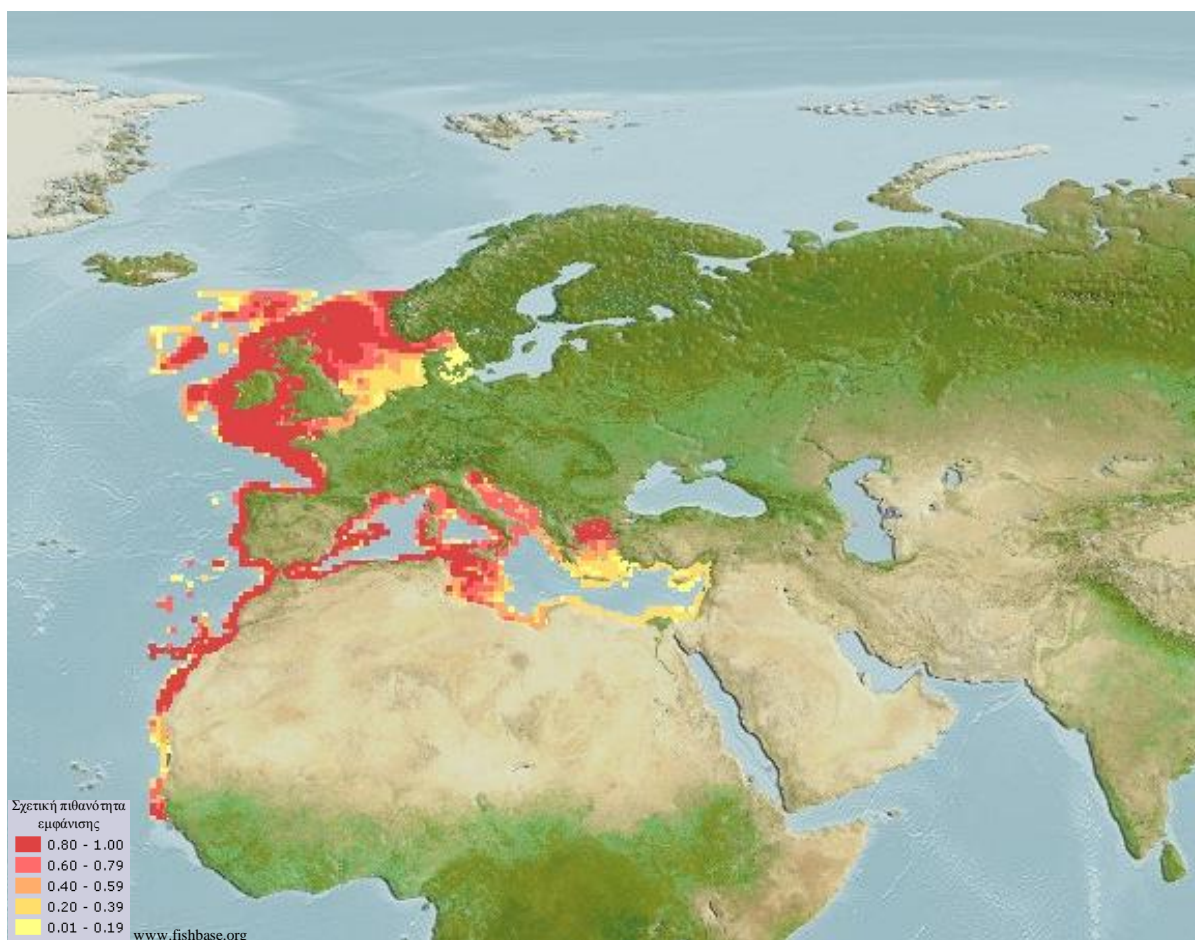 Σχετική πιθανότητα
εμφάνισης
0.80 - 1.00
0.60 - 0.79
0.40 - 0.59
0.20 - 0.39
0.01 - 0.19
www.fishbase.org